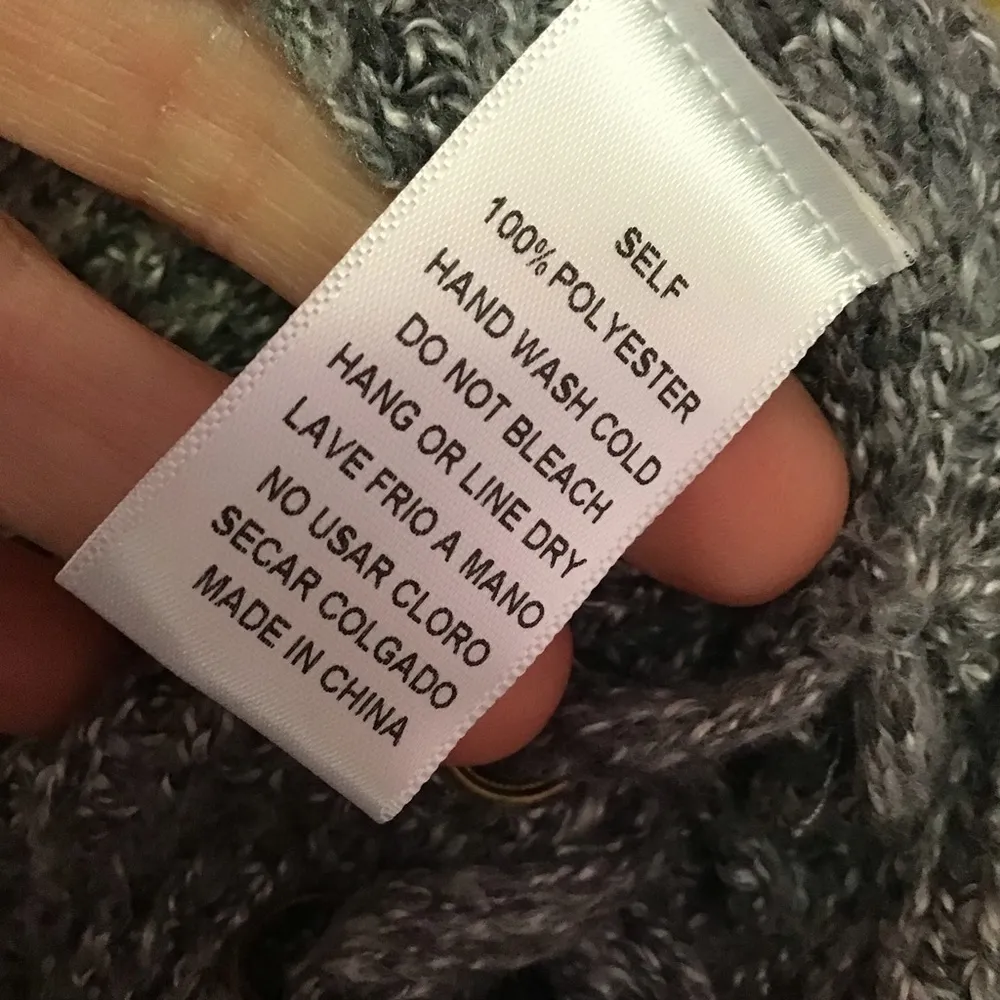 SELF
100% POLYESTER
HAND WASH COLD
DO NOT BLEACH
HANG OR LINE DRY
LAVE FRIO A MANO
NO USAR CLORO
SECAR COLGADO
MADE IN CHINA